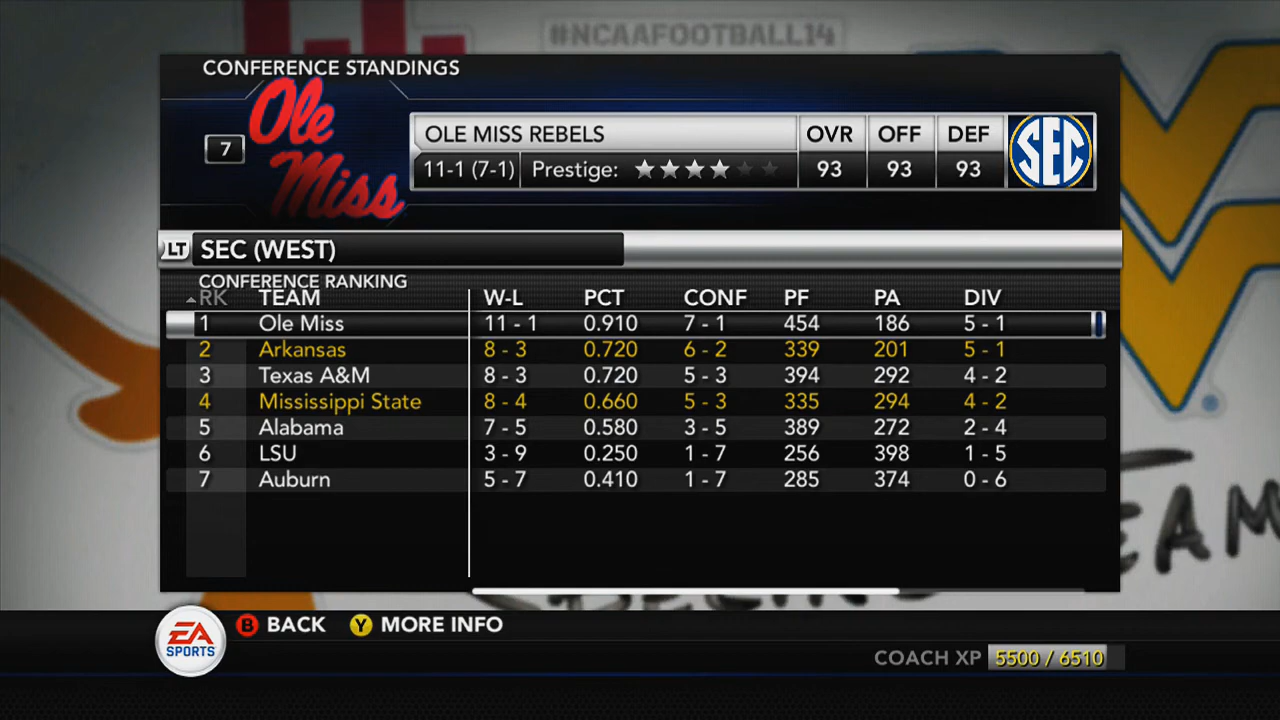 #NCAAFOOTBALL14
CONFERENCE STANDINGS
7
Ole
Miss
OLE MISS REBELS OVR OFF DEF
11-1 (7-1) Prestige: 93 93 93
SEC
LT SEC (WEST)
CONFERENCE RANKING
RK TEAM W-L PCT CONF PF PA DIV
1 Ole Miss 11 - 1 0.910 7 - 1 454 186 5 - 1
2 Arkansas 8 - 3 0.720 6 - 2 339 201 5 - 1
3 Texas A&M 8 - 3 0.720 5 - 3 394 292 4 - 2
4 Mississippi State 8 - 4 0.660 5 - 3 335 294 4 - 2
5 Alabama 7 - 5 0.580 3 - 5 389 272 2 - 4
6 LSU 3 - 9 0.250 1 - 7 256 398 1 - 5
7 Auburn 5 - 7 0.410 1 - 7 285 374 0 - 6
EA
SPORTS
B BACK Y MORE INFO
COACH XP 5500 / 6510